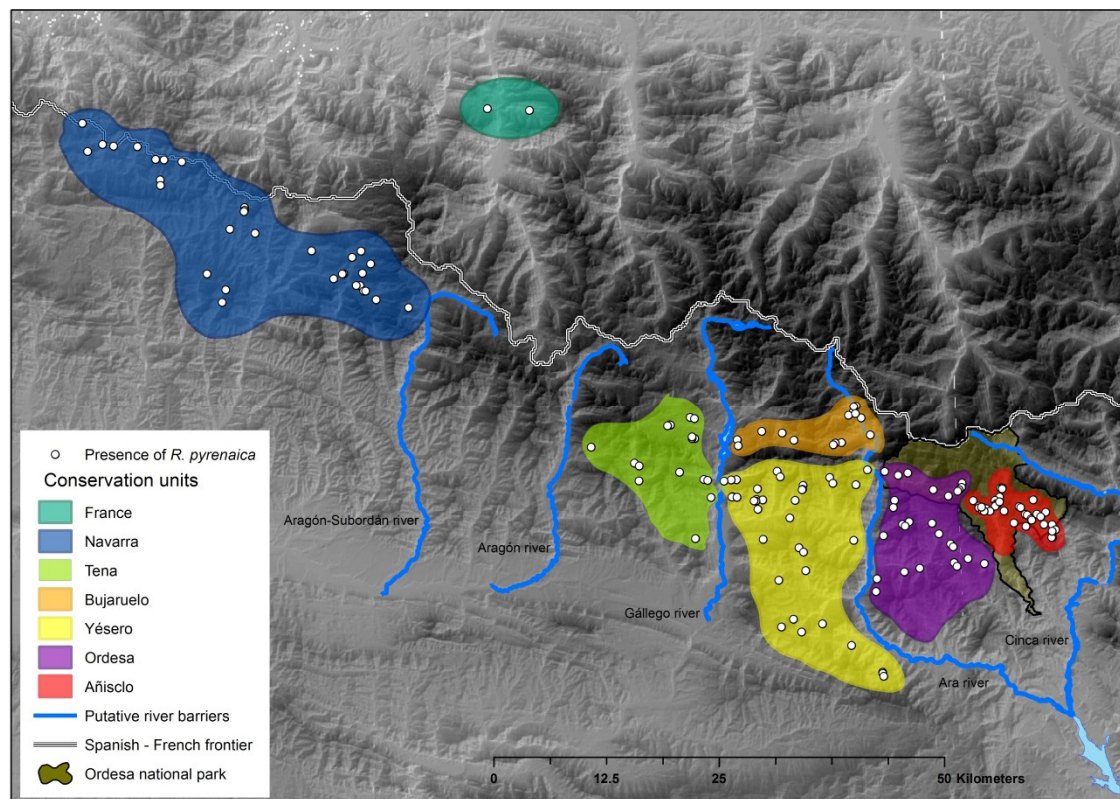 Presence of R. pyrenaica
Conservation units
France
Navarra
Tena
Bujaruelo
Yésero
Ordesa
Añisclo
Putative river barriers
Spanish - French frontier
Ordesa national park
Aragón-Subordán river
Aragón river
Gállego river
Ara river
Cinca river
0 12.5 25 50 Kilometers